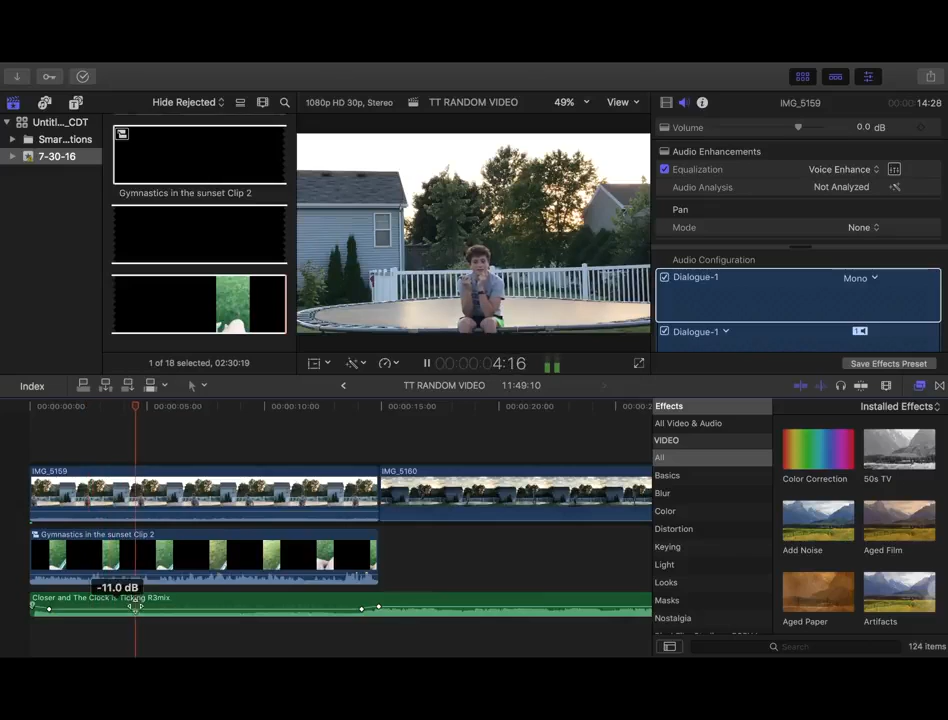 Hide Rejected
1080p HD 30p, Stereo
TT RANDOM VIDEO
49%
View
IMG_5159
00:00:00:14:28
Untitl..._CDT
Smar...tions
7-30-16
Gymnastics in the sunset Clip 2
1 of 18 selected, 02:30:19
Volume
0.0 dB
Audio Enhancements
Equalization
Voice Enhance
Audio Analysis
Not Analyzed
Pan
Mode
None
Audio Configuration
Dialogue-1
Mono
Dialogue-1
1
00:00:00:04:16
Save Effects Preset
Index
TT RANDOM VIDEO
11:49:10
00:00:00:00
00:00:05:00
00:00:10:00
00:00:15:00
00:00:20:00
00:00:2
IMG_5159
IMG_5160
Gymnastics in the sunset Clip 2
-11.0 dB
Closer and The Clock is Ticking R3mix
Effects
Installed Effects
All Video & Audio
VIDEO
All
Basics
Blur
Color
Distortion
Keying
Light
Looks
Masks
Nostalgia
Color Correction
50s TV
Add Noise
Aged Film
Aged Paper
Artifacts
Search
124 items